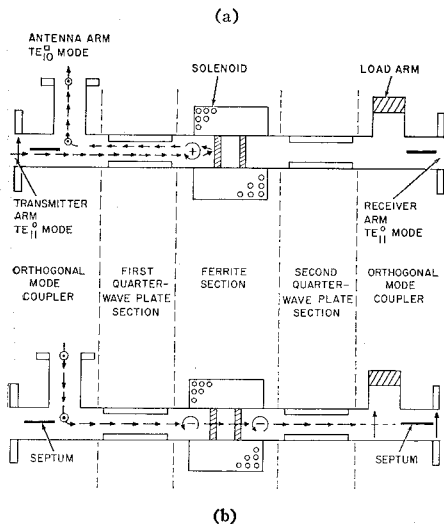 (a)
ANTENNA ARM
TE□10 MODE
SOLENOID
LOAD ARM
+
TRANSMITTER
ARM
TE○11 MODE
RECEIVER
ARM
TE○11 MODE
ORTHOGONAL
MODE
COUPLER
FIRST
QUARTER-
WAVE PLATE
SECTION
FERRITE
SECTION
SECOND
QUARTER-
WAVE PLATE
SECTION
ORTHOGONAL
MODE
COUPLER
− −
SEPTUM
SEPTUM
(b)